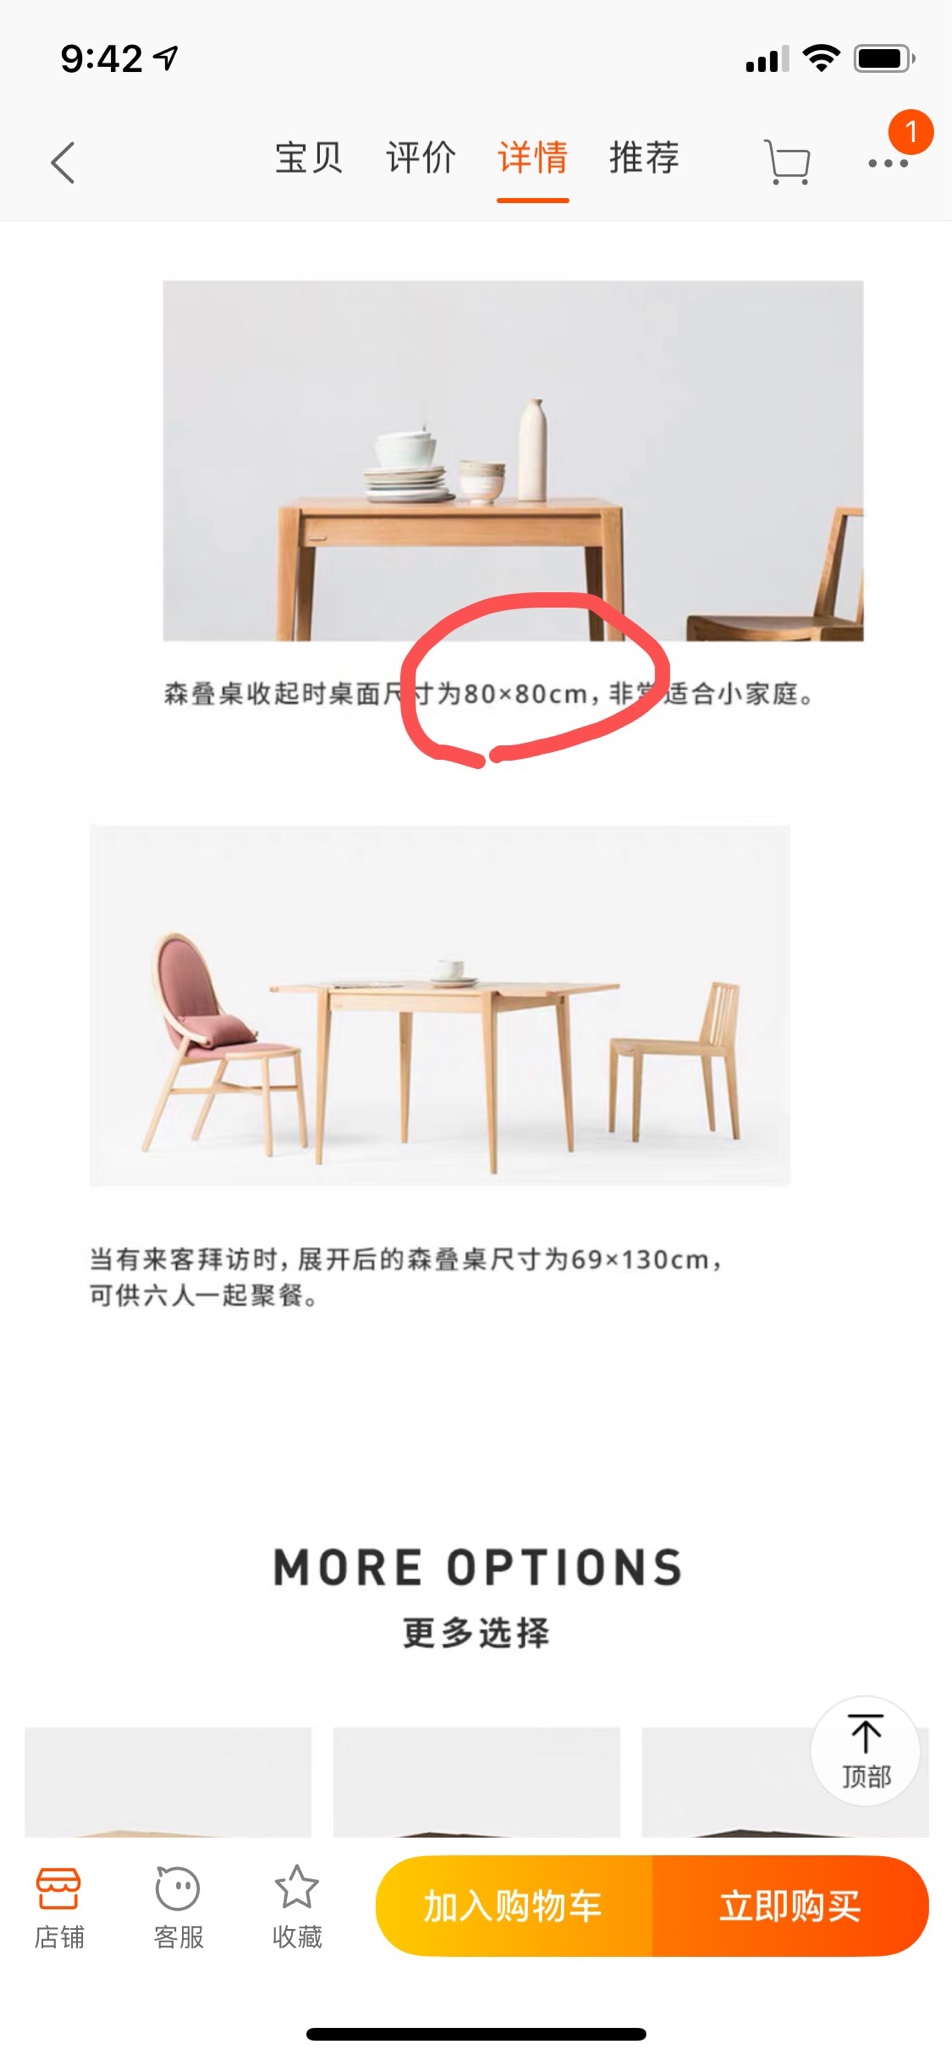 9:42
宝贝 评价 详情 推荐 1
森叠桌收起时桌面尺寸为80×80cm，非常适合小家庭。
当有来客拜访时，展开后的森叠桌尺寸为69×130cm，
可供六人一起聚餐。
MORE OPTIONS
更多选择
顶部
店铺 客服 收藏 加入购物车 立即购买